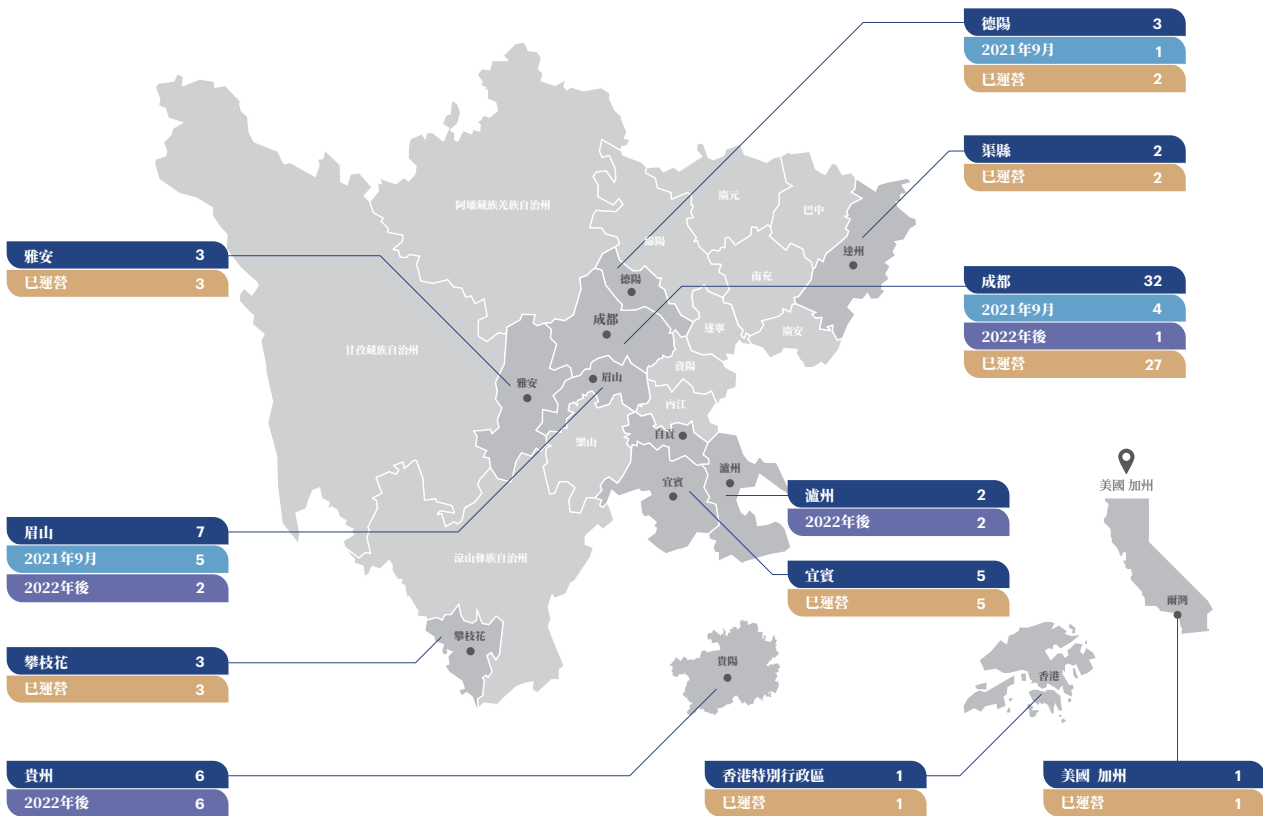 德陽 3
2021年9月 1
已運營 2
渠縣 2
已運營 2
成都 32
2021年9月 4
2022年後 1
已運營 27
雅安 3
已運營 3
眉山 7
2021年9月 5
2022年後 2
攀枝花 3
已運營 3
貴州 6
2022年後 6
瀘州 2
2022年後 2
宜賓 5
已運營 5
香港特別行政區 1
已運營 1
美國 加州 1
已運營 1
阿壩藏族羌族自治州
廣元
巴中
綿陽
達州
南充
德陽
成都
遂寧
廣安
甘孜藏族自治州
資陽
雅安
眉山
內江
自貢
樂山
瀘州
宜賓
涼山彝族自治州
攀枝花
貴陽
香港
美國 加州
爾灣